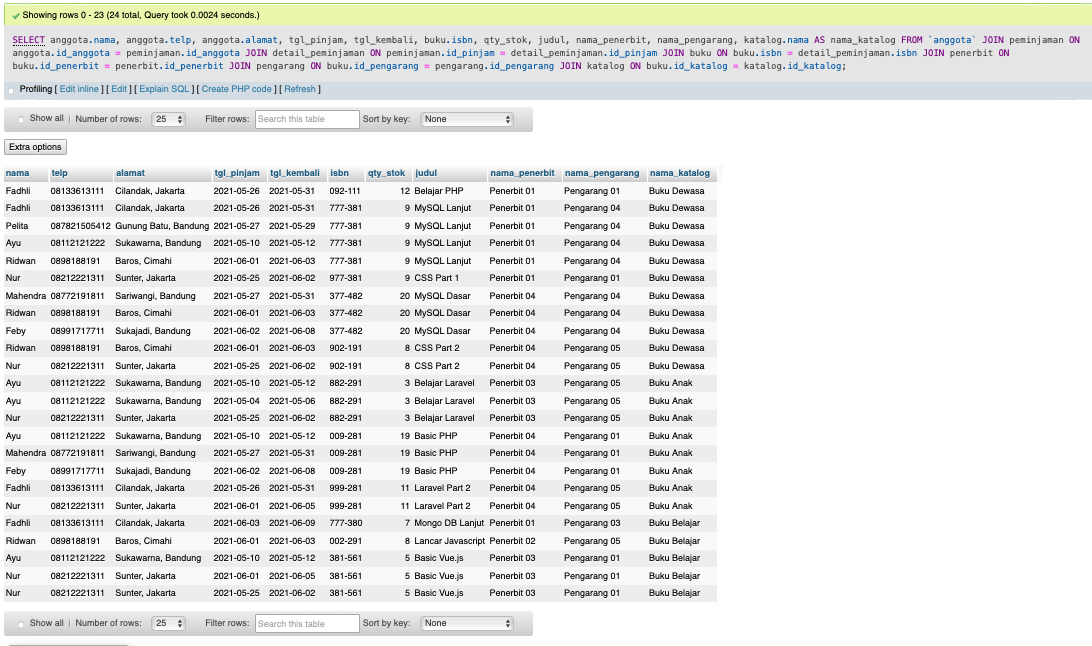 Showing rows 0 - 23 (24 total, Query took 0.0024 seconds.)
SELECT anggota.nama, anggota.telp, anggota.alamat, tgl_pinjam, tgl_kembali, buku.isbn, qty_stok, judul, nama_penerbit, nama_pengarang, katalog.nama AS nama_katalog FROM `anggota` JOIN peminjaman ON
anggota.id_anggota = peminjaman.id_anggota JOIN detail_peminjaman ON peminjaman.id_pinjam = detail_peminjaman.id_pinjam JOIN buku ON buku.isbn = detail_peminjaman.isbn JOIN penerbit ON
buku.id_penerbit = penerbit.id_penerbit JOIN pengarang ON buku.id_pengarang = pengarang.id_pengarang JOIN katalog ON buku.id_katalog = katalog.id_katalog;
Profiling [ Edit inline ] [ Edit ] [ Explain SQL ] [ Create PHP code ] [ Refresh ]
Show all | Number of rows: 25 Filter rows: Search this table Sort by key: None
Extra options
nama telp alamat tgl_pinjam tgl_kembali isbn qty_stok judul nama_penerbit nama_pengarang nama_katalog
Fadhli 08133613111 Cilandak, Jakarta 2021-05-26 2021-05-31 092-111 12 Belajar PHP Penerbit 01 Pengarang 01 Buku Dewasa
Fadhli 08133613111 Cilandak, Jakarta 2021-05-26 2021-05-31 777-381 9 MySQL Lanjut Penerbit 01 Pengarang 04 Buku Dewasa
Pelita 087821505412 Gunung Batu, Bandung 2021-05-27 2021-05-29 777-381 9 MySQL Lanjut Penerbit 01 Pengarang 04 Buku Dewasa
Ayu 08112121222 Sukawarna, Bandung 2021-05-10 2021-05-12 777-381 9 MySQL Lanjut Penerbit 01 Pengarang 04 Buku Dewasa
Ridwan 0898188191 Baros, Cimahi 2021-06-01 2021-06-03 777-381 9 MySQL Lanjut Penerbit 01 Pengarang 04 Buku Dewasa
Nur 08212221311 Sunter, Jakarta 2021-05-25 2021-06-02 977-381 9 CSS Part 1 Penerbit 01 Pengarang 01 Buku Dewasa
Mahendra 08772191811 Sariwangi, Bandung 2021-05-27 2021-05-31 377-482 20 MySQL Dasar Penerbit 04 Pengarang 04 Buku Dewasa
Ridwan 0898188191 Baros, Cimahi 2021-06-01 2021-06-03 377-482 20 MySQL Dasar Penerbit 04 Pengarang 04 Buku Dewasa
Feby 08991717711 Sukajadi, Bandung 2021-06-02 2021-06-08 377-482 20 MySQL Dasar Penerbit 04 Pengarang 04 Buku Dewasa
Ridwan 0898188191 Baros, Cimahi 2021-06-01 2021-06-03 902-191 8 CSS Part 2 Penerbit 04 Pengarang 05 Buku Dewasa
Nur 08212221311 Sunter, Jakarta 2021-05-25 2021-06-02 902-191 8 CSS Part 2 Penerbit 04 Pengarang 05 Buku Dewasa
Ayu 08112121222 Sukawarna, Bandung 2021-05-10 2021-05-12 882-291 3 Belajar Laravel Penerbit 03 Pengarang 05 Buku Anak
Ayu 08112121222 Sukawarna, Bandung 2021-05-04 2021-05-06 882-291 3 Belajar Laravel Penerbit 03 Pengarang 05 Buku Anak
Nur 08212221311 Sunter, Jakarta 2021-05-25 2021-06-02 882-291 3 Belajar Laravel Penerbit 03 Pengarang 05 Buku Anak
Ayu 08112121222 Sukawarna, Bandung 2021-05-10 2021-05-12 009-281 19 Basic PHP Penerbit 04 Pengarang 01 Buku Anak
Mahendra 08772191811 Sariwangi, Bandung 2021-05-27 2021-05-31 009-281 19 Basic PHP Penerbit 04 Pengarang 01 Buku Anak
Feby 08991717711 Sukajadi, Bandung 2021-06-02 2021-06-08 009-281 19 Basic PHP Penerbit 04 Pengarang 01 Buku Anak
Fadhli 08133613111 Cilandak, Jakarta 2021-05-26 2021-05-31 999-281 11 Laravel Part 2 Penerbit 04 Pengarang 05 Buku Anak
Nur 08212221311 Sunter, Jakarta 2021-06-01 2021-06-05 999-281 11 Laravel Part 2 Penerbit 04 Pengarang 05 Buku Anak
Fadhli 08133613111 Cilandak, Jakarta 2021-06-03 2021-06-09 777-380 7 Mongo DB Lanjut Penerbit 01 Pengarang 03 Buku Belajar
Ridwan 0898188191 Baros, Cimahi 2021-06-01 2021-06-03 002-291 8 Lancar Javascript Penerbit 02 Pengarang 05 Buku Belajar
Ayu 08112121222 Sukawarna, Bandung 2021-05-10 2021-05-12 381-561 5 Basic Vue.js Penerbit 03 Pengarang 01 Buku Belajar
Nur 08212221311 Sunter, Jakarta 2021-06-01 2021-06-05 381-561 5 Basic Vue.js Penerbit 03 Pengarang 01 Buku Belajar
Nur 08212221311 Sunter, Jakarta 2021-05-25 2021-06-02 381-561 5 Basic Vue.js Penerbit 03 Pengarang 01 Buku Belajar
Show all | Number of rows: 25 Filter rows: Search this table Sort by key: None